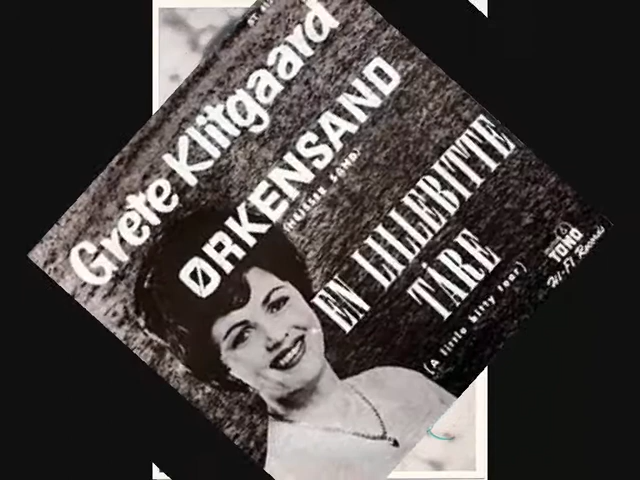 Grete Klitgaard
ØRKENSAND
EN LILLEBITTE
TÅRE
(A little bitty tear)
TONO
Hi-Fi Records